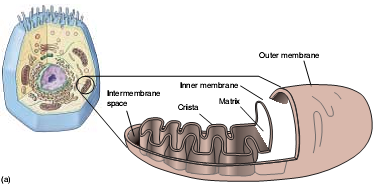 Outer membrane
Inner membrane
Intermembrane
space
Crista
Matrix
(a)